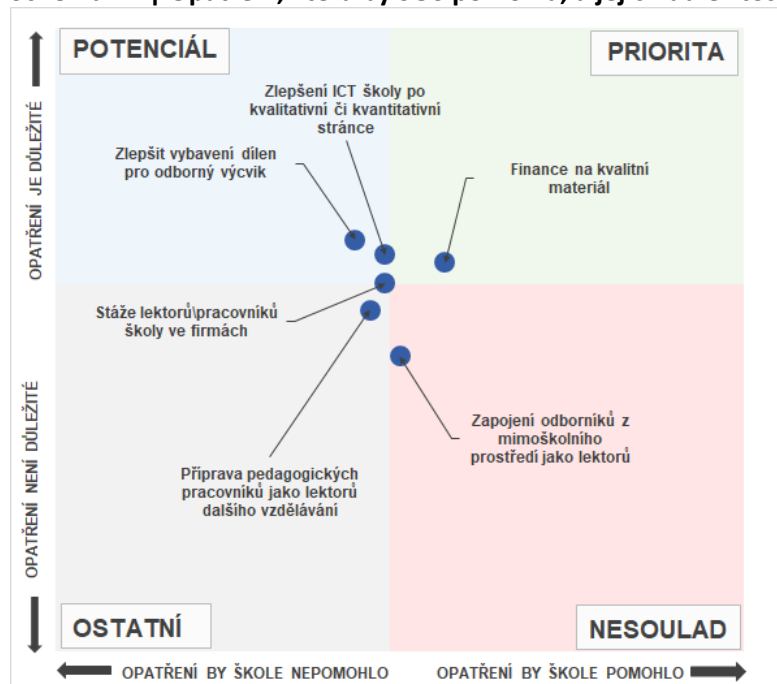 POTENCIÁL
PRIORITA
Zlepšení ICT školy po
kvalitativní či kvantitativní
stránce
Zlepšit vybavení dílen
pro odborný výcvik
Finance na kvalitní
materiál
Stáže lektorů\pracovníků
školy ve firmách
Zapojení odborníků z
mimoškolního
prostředí jako lektorů
Příprava pedagogických
pracovníků jako lektorů
dalšího vzdělávání
OSTATNÍ
NESOULAD
OPATŘENÍ JE DŮLEŽITÉ
OPATŘENÍ NENÍ DŮLEŽITÉ
OPATŘENÍ BY ŠKOLE NEPOMOHLO
OPATŘENÍ BY ŠKOLE POMOHLO